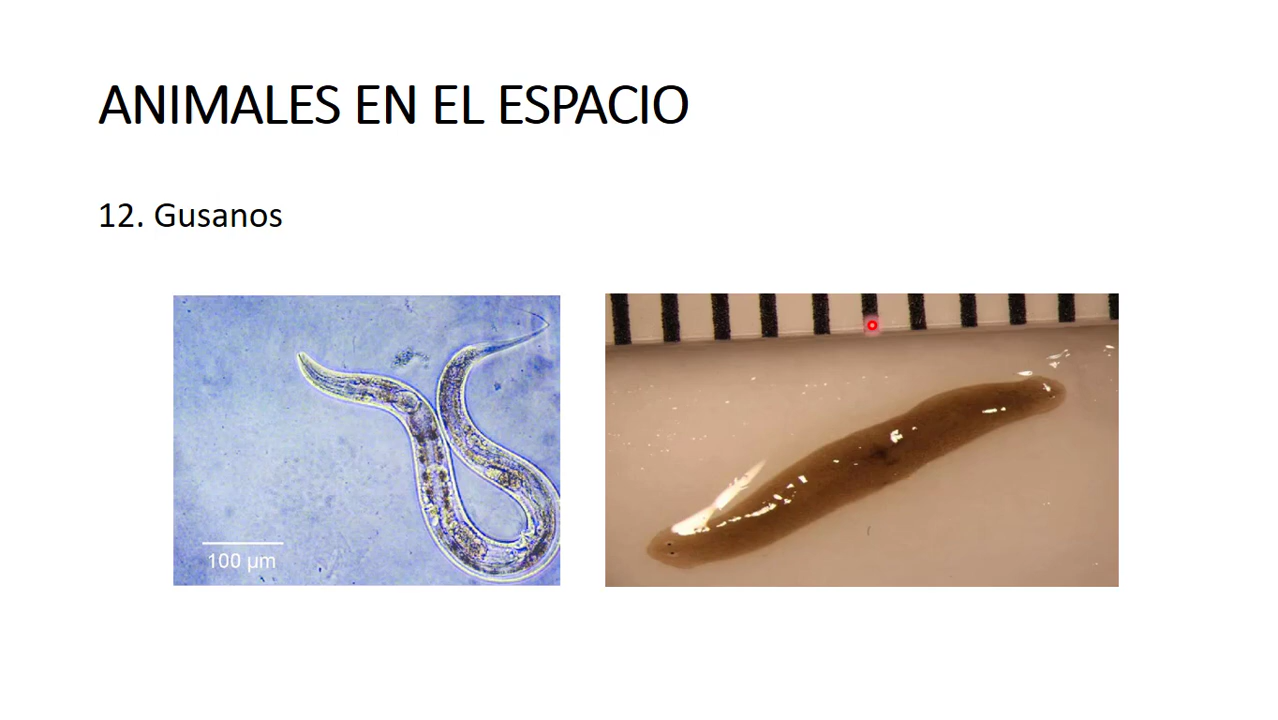 ANIMALES EN EL ESPACIO
12. Gusanos
100 μm